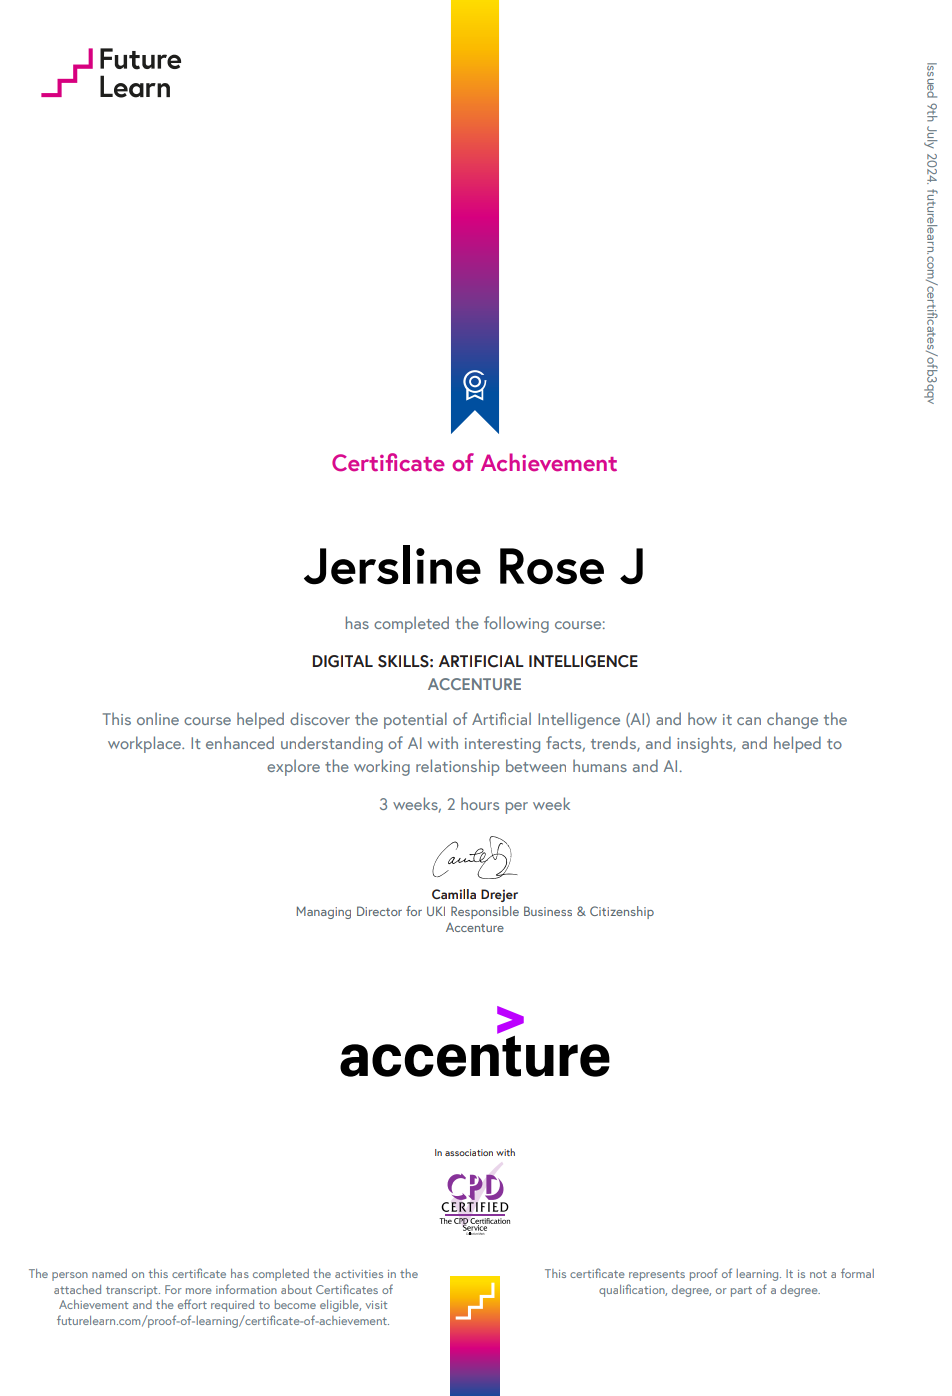 Future
Learn
Issued 9th July 2024. futurelearn.com/certificates/ofb3qqv
Certificate of Achievement
Jersline Rose J
has completed the following course:
DIGITAL SKILLS: ARTIFICIAL INTELLIGENCE
ACCENTURE
This online course helped discover the potential of Artificial Intelligence (AI) and how it can change the
workplace. It enhanced understanding of AI with interesting facts, trends, and insights, and helped to
explore the working relationship between humans and AI.
3 weeks, 2 hours per week
Camilla Drejer
Managing Director for UKI Responsible Business & Citizenship
Accenture
accenture
In association with
CPD
CERTIFIED
The CPD Certification
Service
The person named on this certificate has completed the activities in the
attached transcript. For more information about Certificates of
Achievement and the effort required to become eligible, visit
futurelearn.com/proof-of-learning/certificate-of-achievement.
This certificate represents proof of learning. It is not a formal
qualification, degree, or part of a degree.